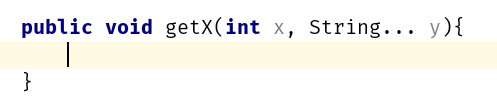 public void getX(int x, String... y){
}